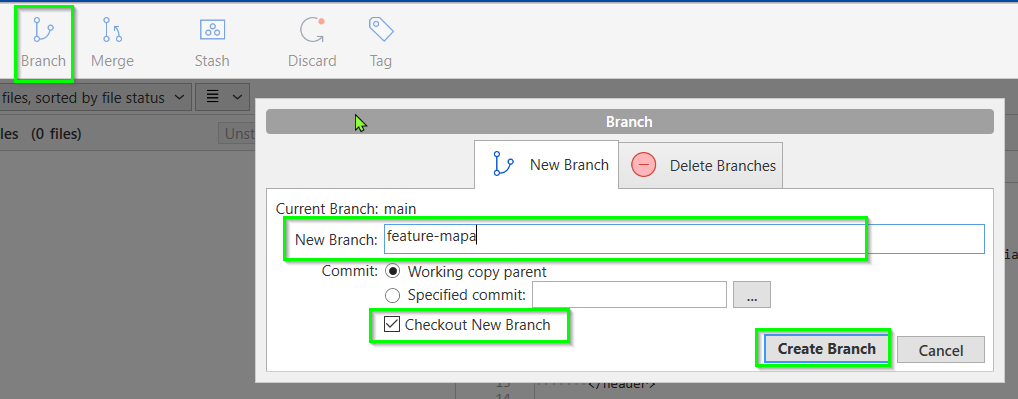 Branch Merge Stash Discard Tag
files, sorted by file status
les (0 files) Unst
Branch
New Branch Delete Branches
Current Branch: main
New Branch: feature-mapa
Commit: Working copy parent
Specified commit: ...
Checkout New Branch
Create Branch Cancel
ia
</header>
14